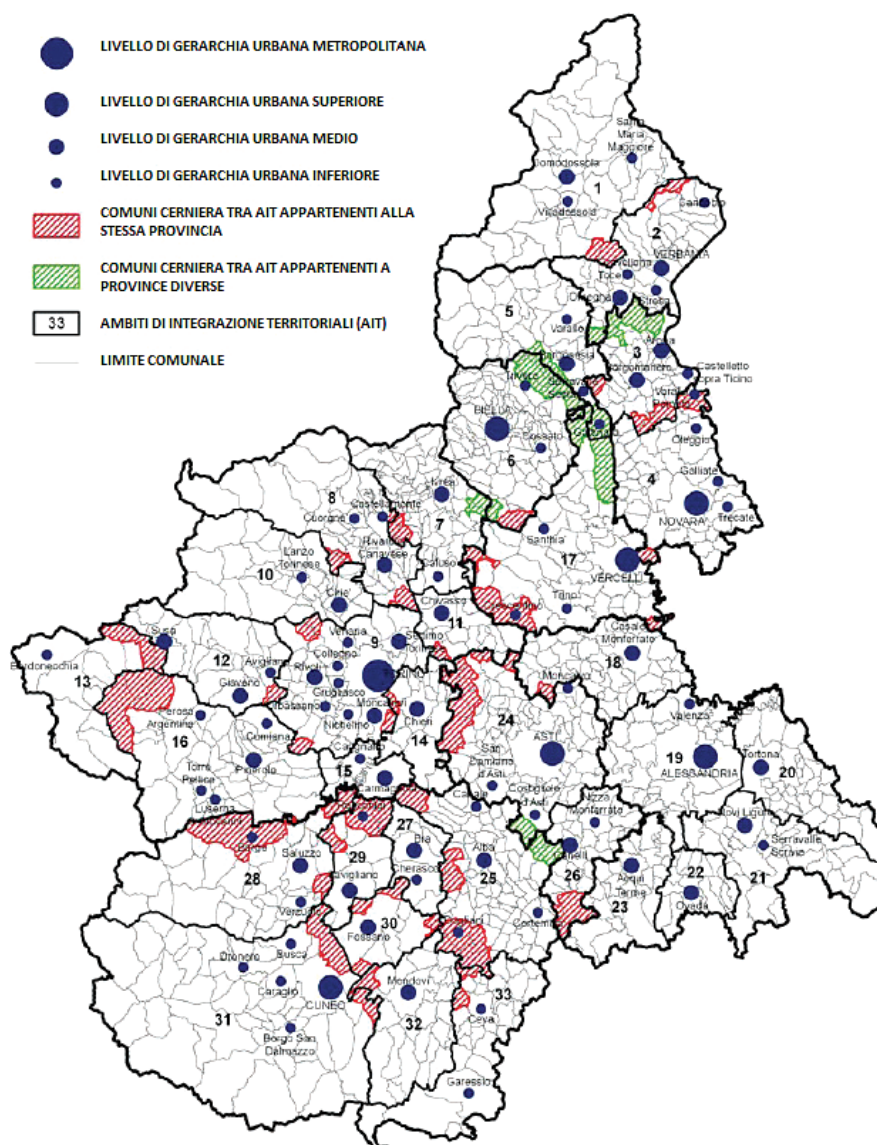 LIVELLO DI GERARCHIA URBANA METROPOLITANA
LIVELLO DI GERARCHIA URBANA SUPERIORE
LIVELLO DI GERARCHIA URBANA MEDIO
LIVELLO DI GERARCHIA URBANA INFERIORE
COMUNI CERNIERA TRA AIT APPARTENENTI ALLA
STESSA PROVINCIA
COMUNI CERNIERA TRA AIT APPARTENENTI A
PROVINCE DIVERSE
33 AMBITI DI INTEGRAZIONE TERRITORIALI (AIT)
LIMITE COMUNALE
Santa
Maria
Maggiore
Domodossola
1
Villadossola
2
VERBANIA
Toce
Omegna
Stresa
5
Varallo
3
Arona
Borgomanero
Castelletto
sopra Ticino
Borgosesia
Trivero
BIELLA
Cossato
6
Oleggio
4
Galliate
NOVARA
Trecate
8
Ivrea
Castellamonte
Cuorgnè
7
Rivarolo
Canavese
Santhià
17
VERCELLI
Trino
10
Lanzo
Torinese
Ciriè
Caluso
Chivasso
11
Casale
Monferrato
18
Moncalvo
Susa
Bardonecchia
13
12
Avigliana
Giaveno
9
Venaria
Settimo
Torinese
Collegno
Rivoli
TORINO
Grugliasco
Orbassano
Moncalieri
Nichelino
Chieri
14
16
Perosa
Argentina
Cumiana
Pinerolo
Torre
Pellice
Luserna
15
Carignano
Carmagnola
24
ASTI
San
Damiano
d'Asti
Costigliole
d'Asti
Canale
Valenza
19
ALESSANDRIA
Tortona
20
Novi Ligure
Serravalle
Scrivia
21
22
Ovada
Nizza
Monferrato
Canelli
26
Acqui
Terme
23
27
Bra
Cherasco
Alba
25
Cortemilia
Barge
Saluzzo
28
Verzuolo
29
Savigliano
30
Fossano
Dogliani
Dronero
Busca
Caraglio
CUNEO
31
Borgo San
Dalmazzo
Mondovì
32
33
Ceva
Garessio